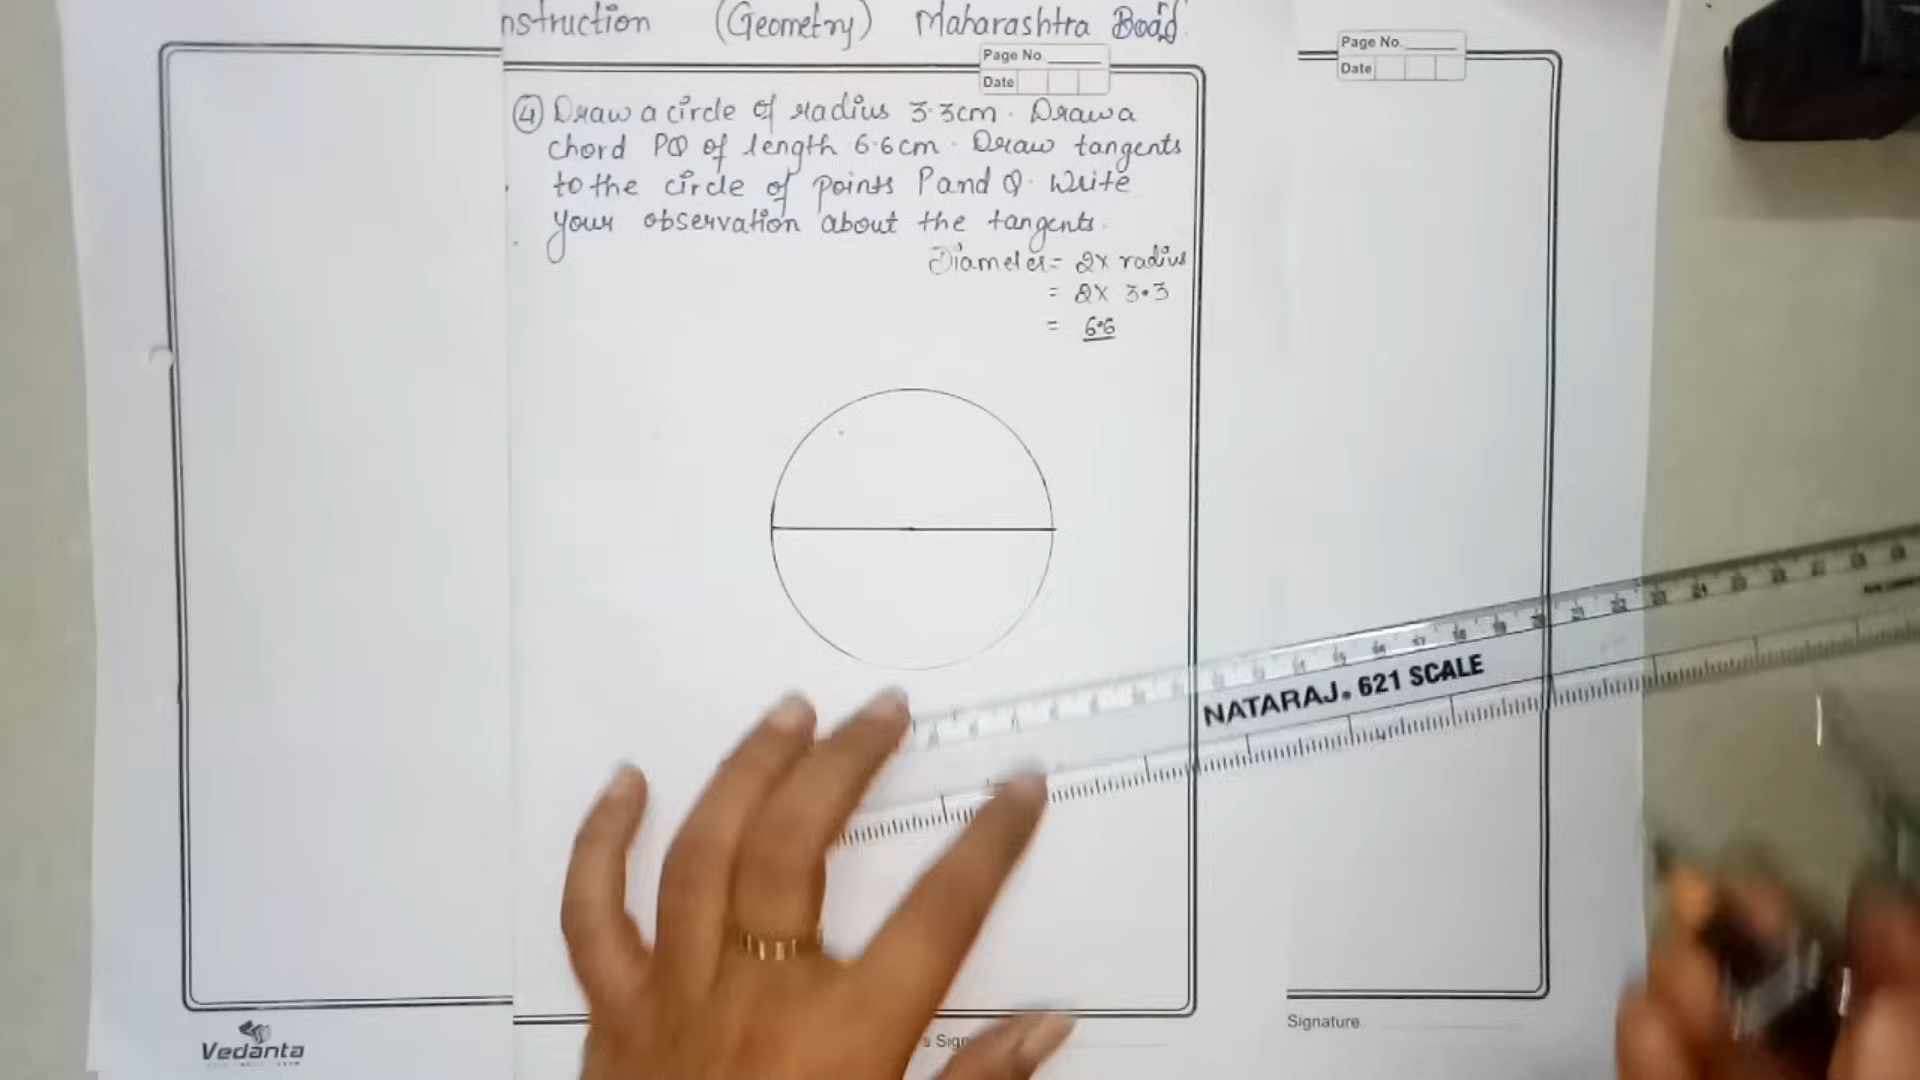 nstruction (Geometry) Maharashtra Board
Page No.
Date
Page No.
Date
④ Draw a circle of radius 3.3cm. Draw a
chord PQ of length 6.6cm. Draw tangents
to the circle of points P and Q. Write
your observation about the tangents.
Diameter = 2x radius
= 2x 3.3
= 6.6
NATARAJ® 621 SCALE
Vedanta
s Sign
Signature